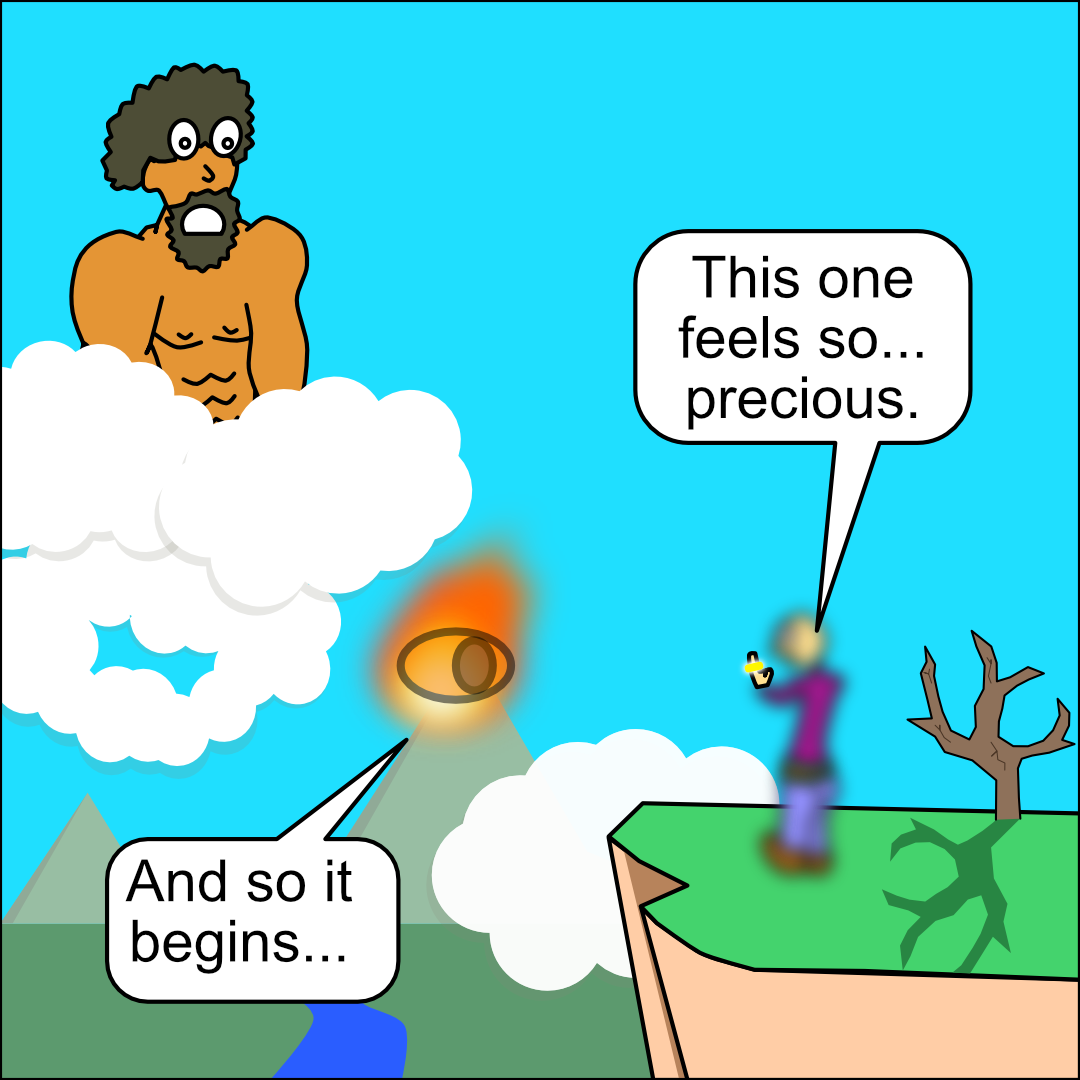 This one
feels so...
precious.
And so it
begins...